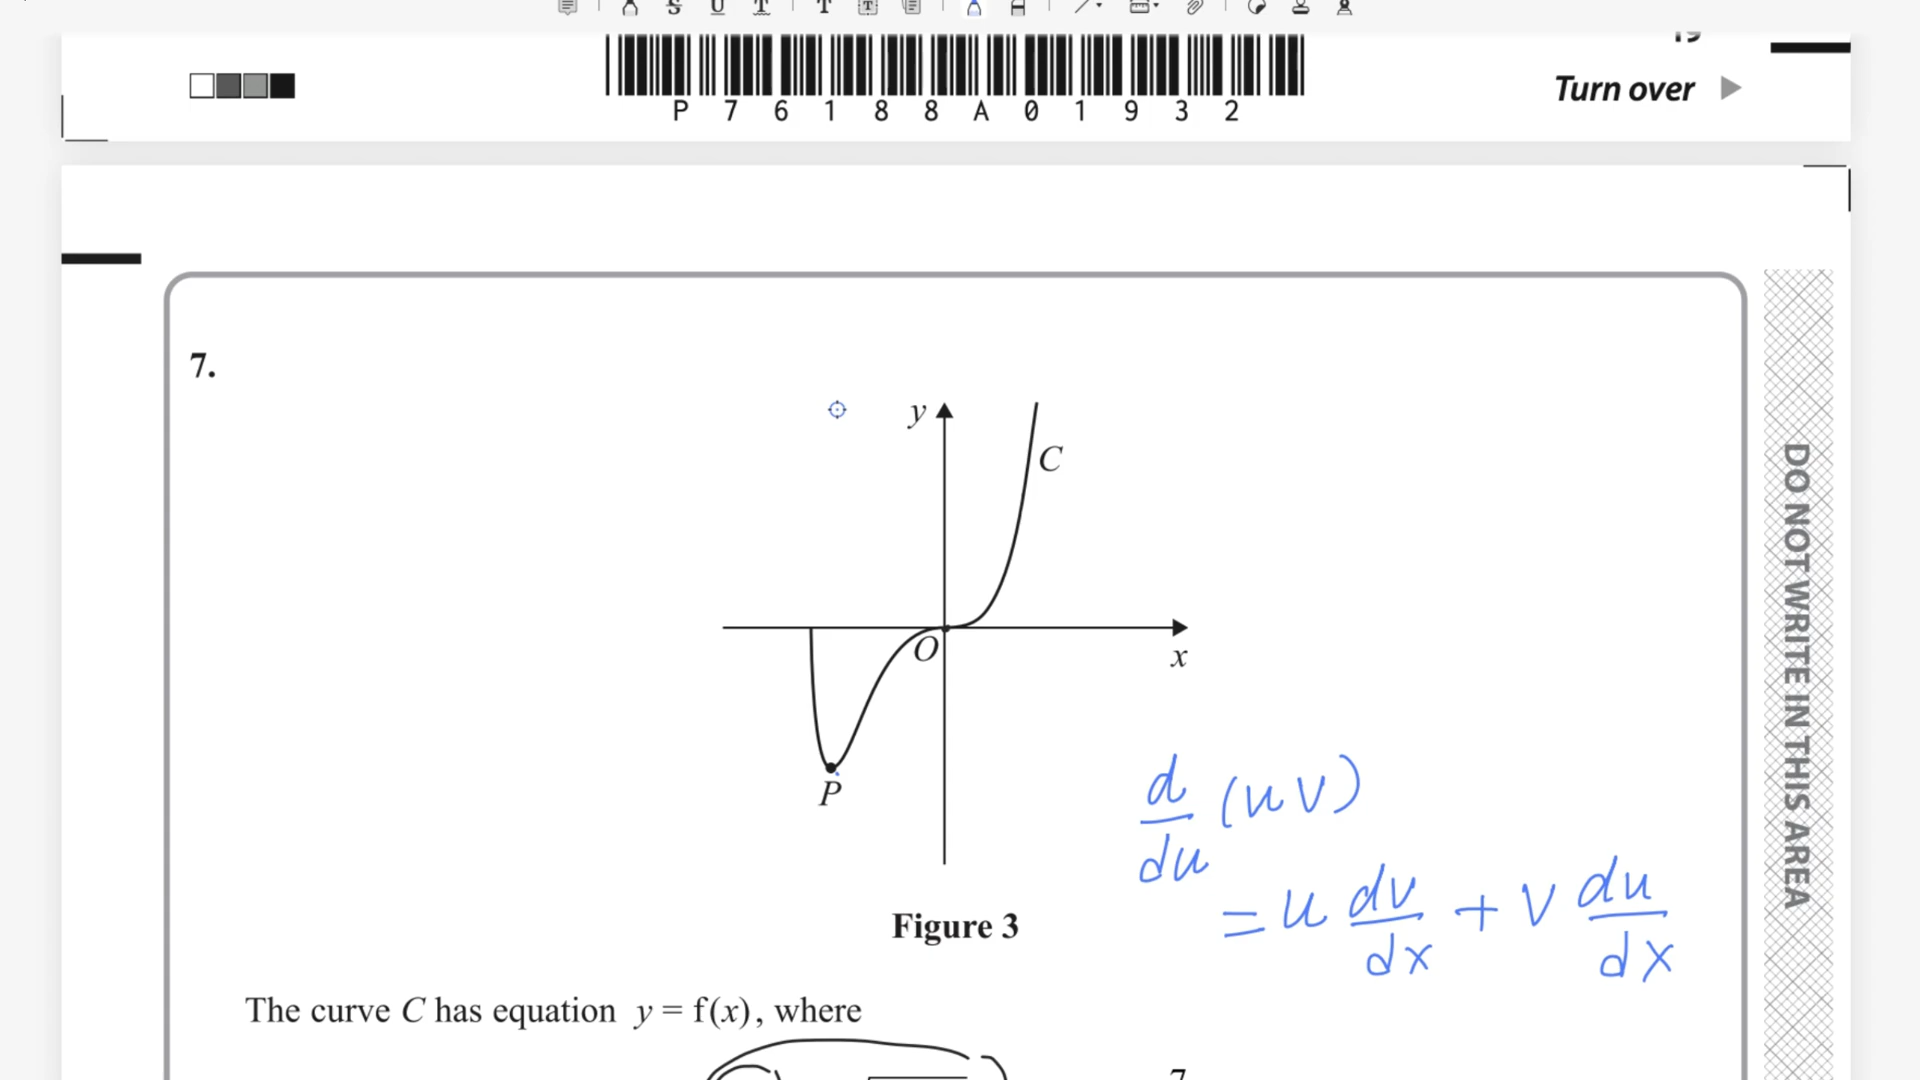 Turn over
P 7 6 1 8 8 A 0 1 9 3 2
7.
y
C
O
x
P
d/du (uv)
= u dv/dx + v du/dx
Figure 3
The curve C has equation y = f(x), where
DO NOT WRITE IN THIS AREA